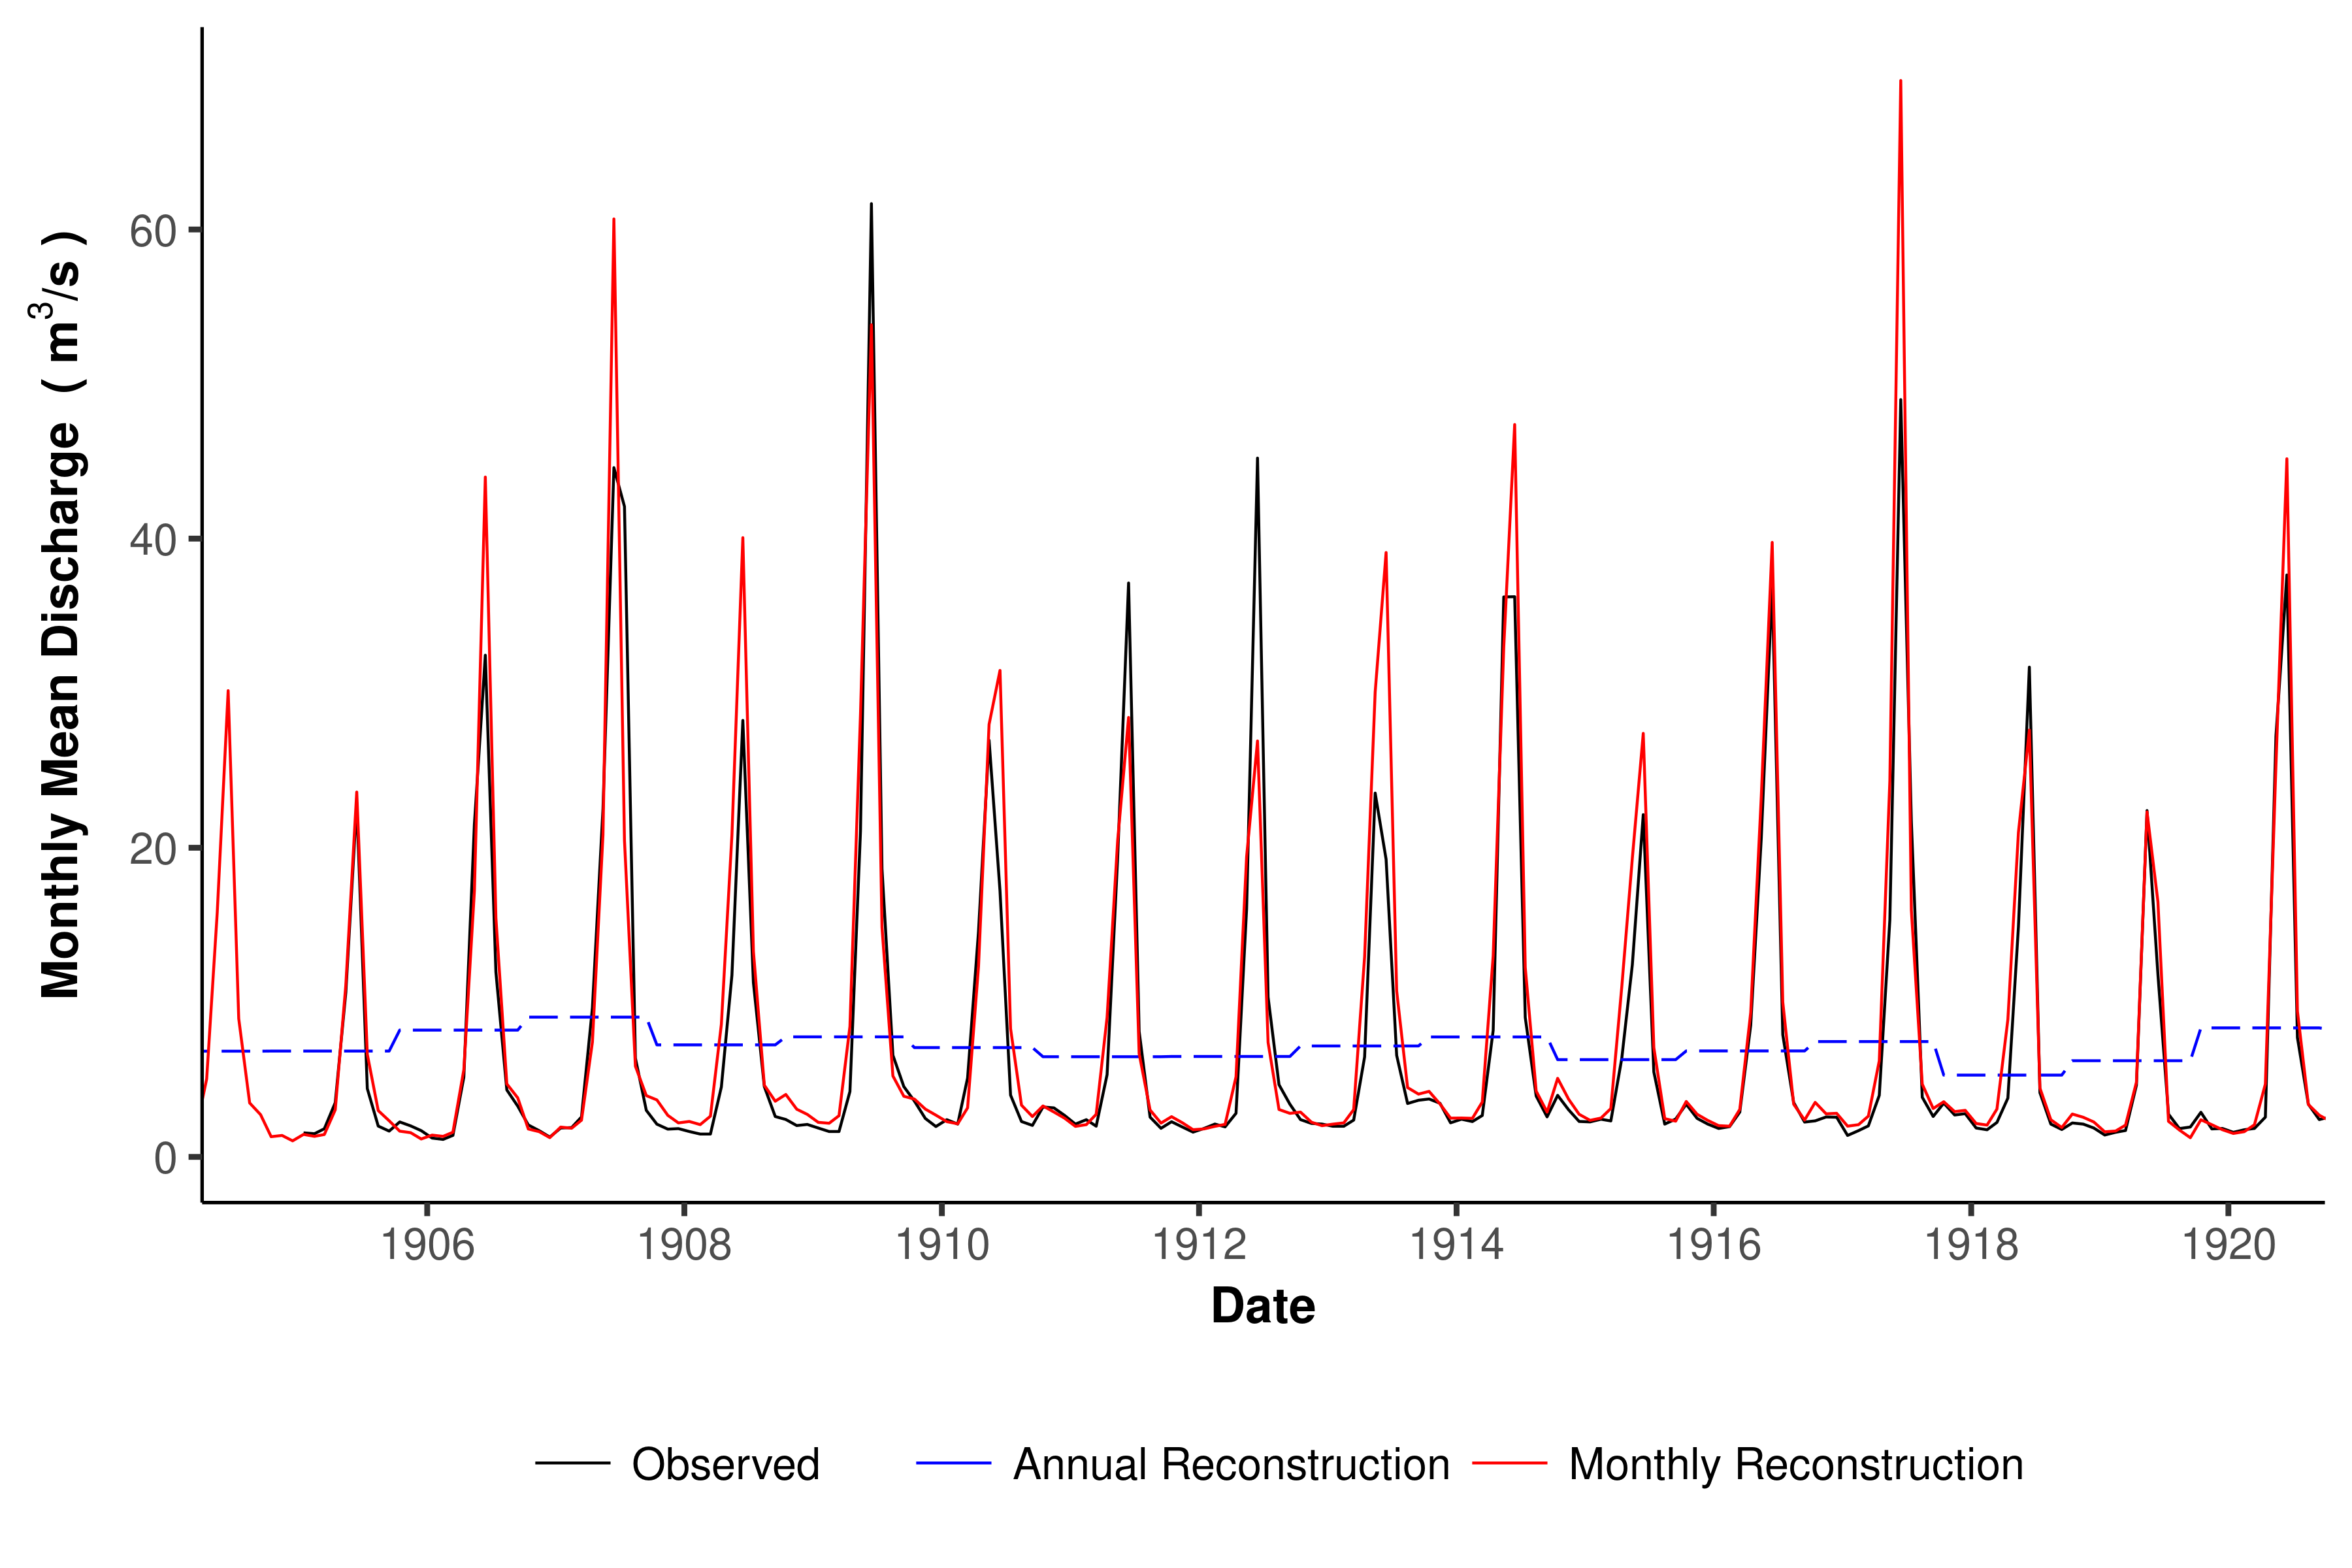 Monthly Mean Discharge ( m³/s )
60
40
20
0
1906 1908 1910 1912 1914 1916 1918 1920
Date
Observed Annual Reconstruction Monthly Reconstruction